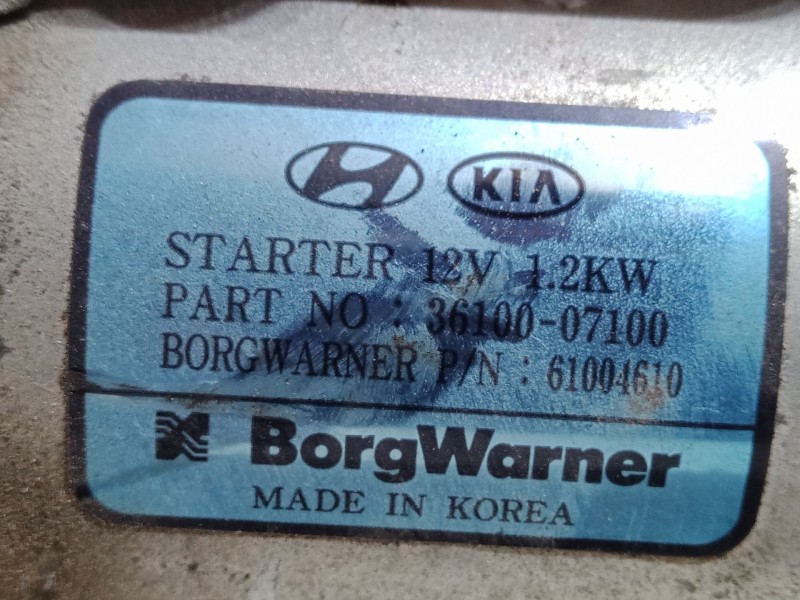 KIA
STARTER 12V 1.2KW
PART NO : 36100-07100
BORGWARNER P/N : 61004610
BorgWarner
MADE IN KOREA